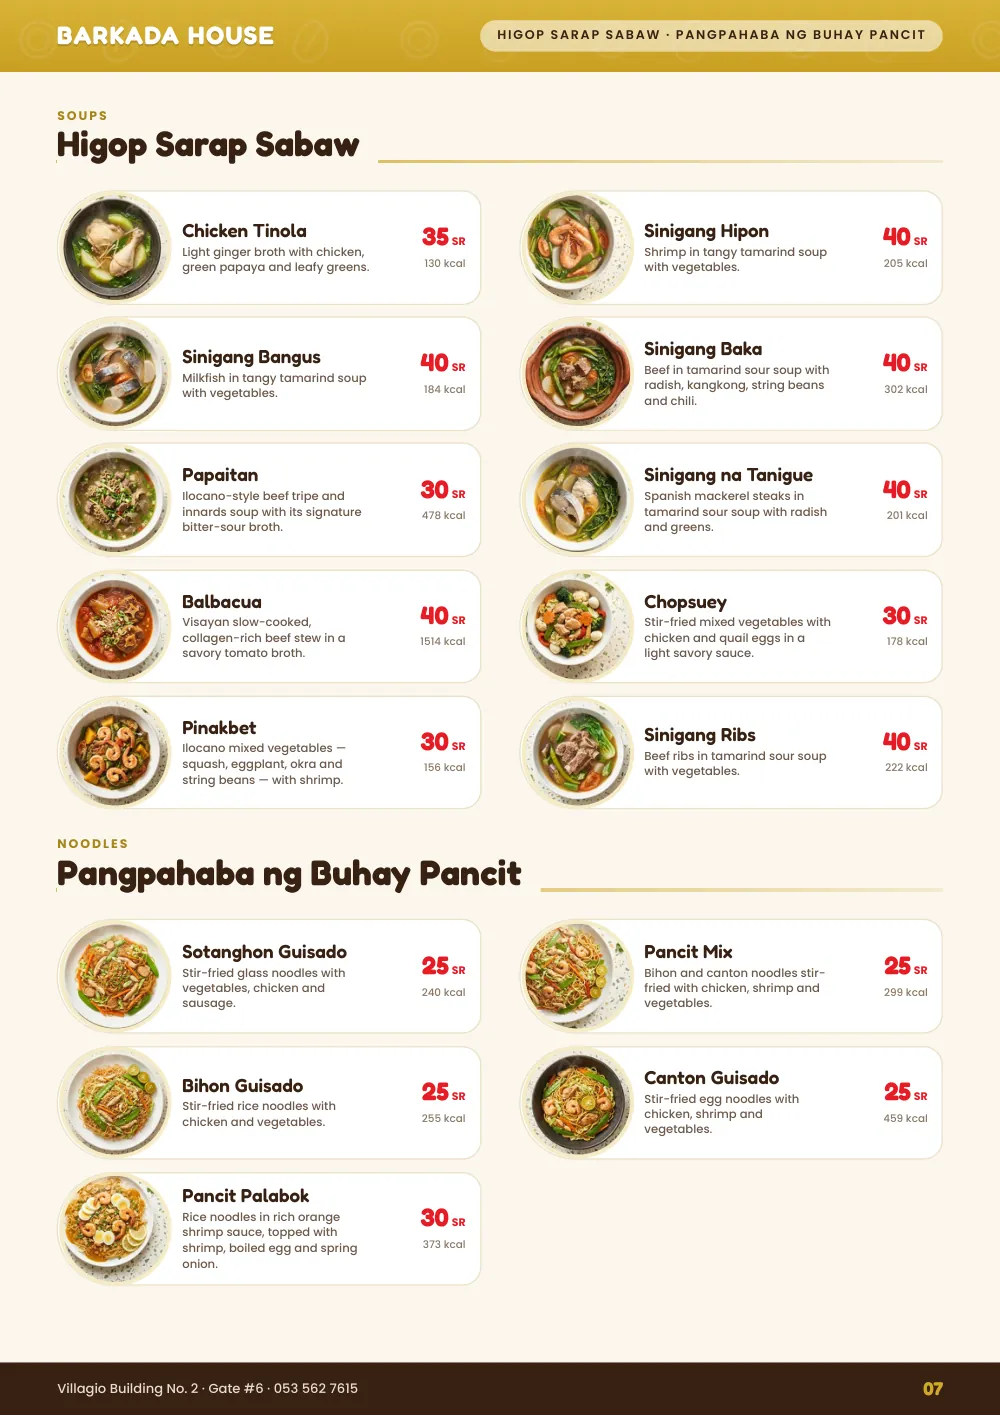 BARKADA HOUSE
HIGOP SARAP SABAW · PANGPAHABA NG BUHAY PANCIT
SOUPS
Higop Sarap Sabaw
Chicken Tinola
Light ginger broth with chicken,
green papaya and leafy greens.
35 SR
130 kcal
Sinigang Hipon
Shrimp in tangy tamarind soup
with vegetables.
40 SR
205 kcal
Sinigang Bangus
Milkfish in tangy tamarind soup
with vegetables.
40 SR
184 kcal
Sinigang Baka
Beef in tamarind sour soup with
radish, kangkong, string beans
and chili.
40 SR
302 kcal
Papaitan
Ilocano-style beef tripe and
innards soup with its signature
bitter-sour broth.
30 SR
478 kcal
Sinigang na Tanigue
Spanish mackerel steaks in
tamarind sour soup with radish
and greens.
40 SR
201 kcal
Balbacua
Visayan slow-cooked,
collagen-rich beef stew in a
savory tomato broth.
40 SR
1514 kcal
Chopsuey
Stir-fried mixed vegetables with
chicken and quail eggs in a
light savory sauce.
30 SR
178 kcal
Pinakbet
Ilocano mixed vegetables —
squash, eggplant, okra and
string beans — with shrimp.
30 SR
156 kcal
Sinigang Ribs
Beef ribs in tamarind sour soup
with vegetables.
40 SR
222 kcal
NOODLES
Pangpahaba ng Buhay Pancit
Sotanghon Guisado
Stir-fried glass noodles with
vegetables, chicken and
sausage.
25 SR
240 kcal
Pancit Mix
Bihon and canton noodles stir-
fried with chicken, shrimp and
vegetables.
25 SR
299 kcal
Bihon Guisado
Stir-fried rice noodles with
chicken and vegetables.
25 SR
255 kcal
Canton Guisado
Stir-fried egg noodles with
chicken, shrimp and
vegetables.
25 SR
459 kcal
Pancit Palabok
Rice noodles in rich orange
shrimp sauce, topped with
shrimp, boiled egg and spring
onion.
30 SR
373 kcal
Villagio Building No. 2 · Gate #6 · 053 562 7615
07